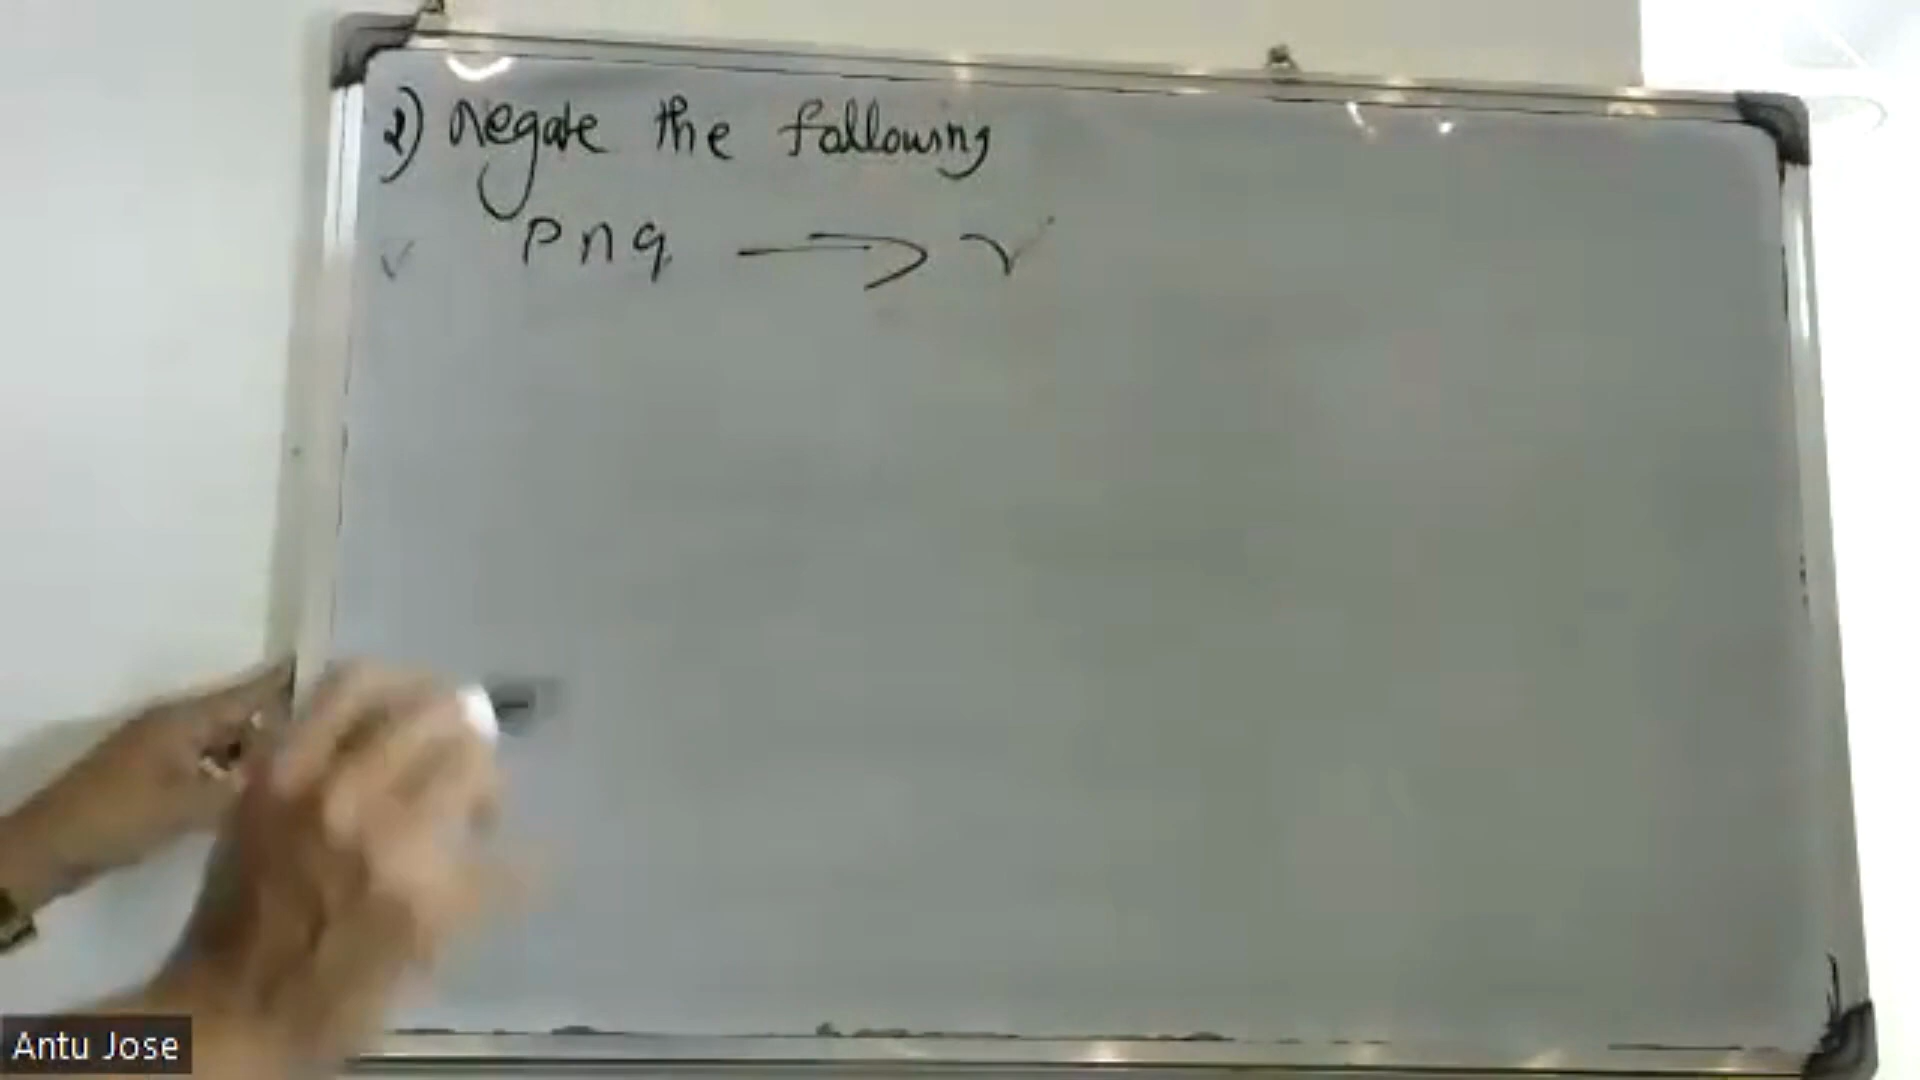 2) Negate the following
p ∩ q → r
Antu Jose